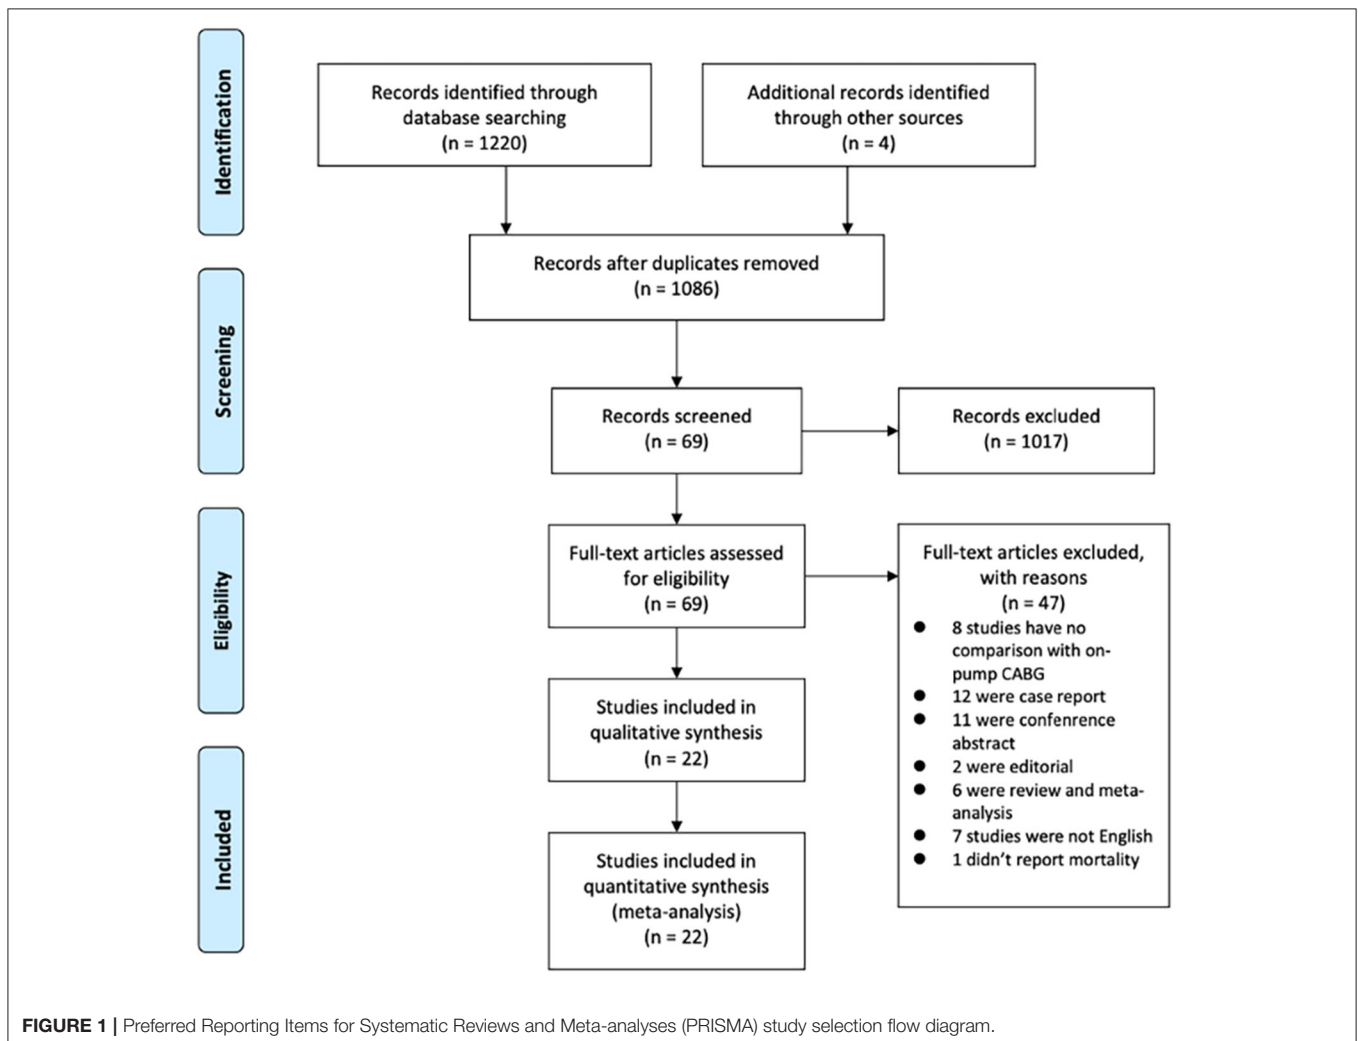 Identification
Records identified through
database searching
(n = 1220)
Additional records identified
through other sources
(n = 4)
Records after duplicates removed
(n = 1086)
Screening
Records screened
(n = 69)
Records excluded
(n = 1017)
Eligibility
Full-text articles assessed
for eligibility
(n = 69)
Full-text articles excluded,
with reasons
(n = 47)
● 8 studies have no
comparison with on-
pump CABG
● 12 were case report
● 11 were confenrence
abstract
● 2 were editorial
● 6 were review and meta-
analysis
● 7 studies were not English
● 1 didn't report mortality
Studies included in
qualitative synthesis
(n = 22)
Included
Studies included in
quantitative synthesis
(meta-analysis)
(n = 22)
FIGURE 1 | Preferred Reporting Items for Systematic Reviews and Meta-analyses (PRISMA) study selection flow diagram.